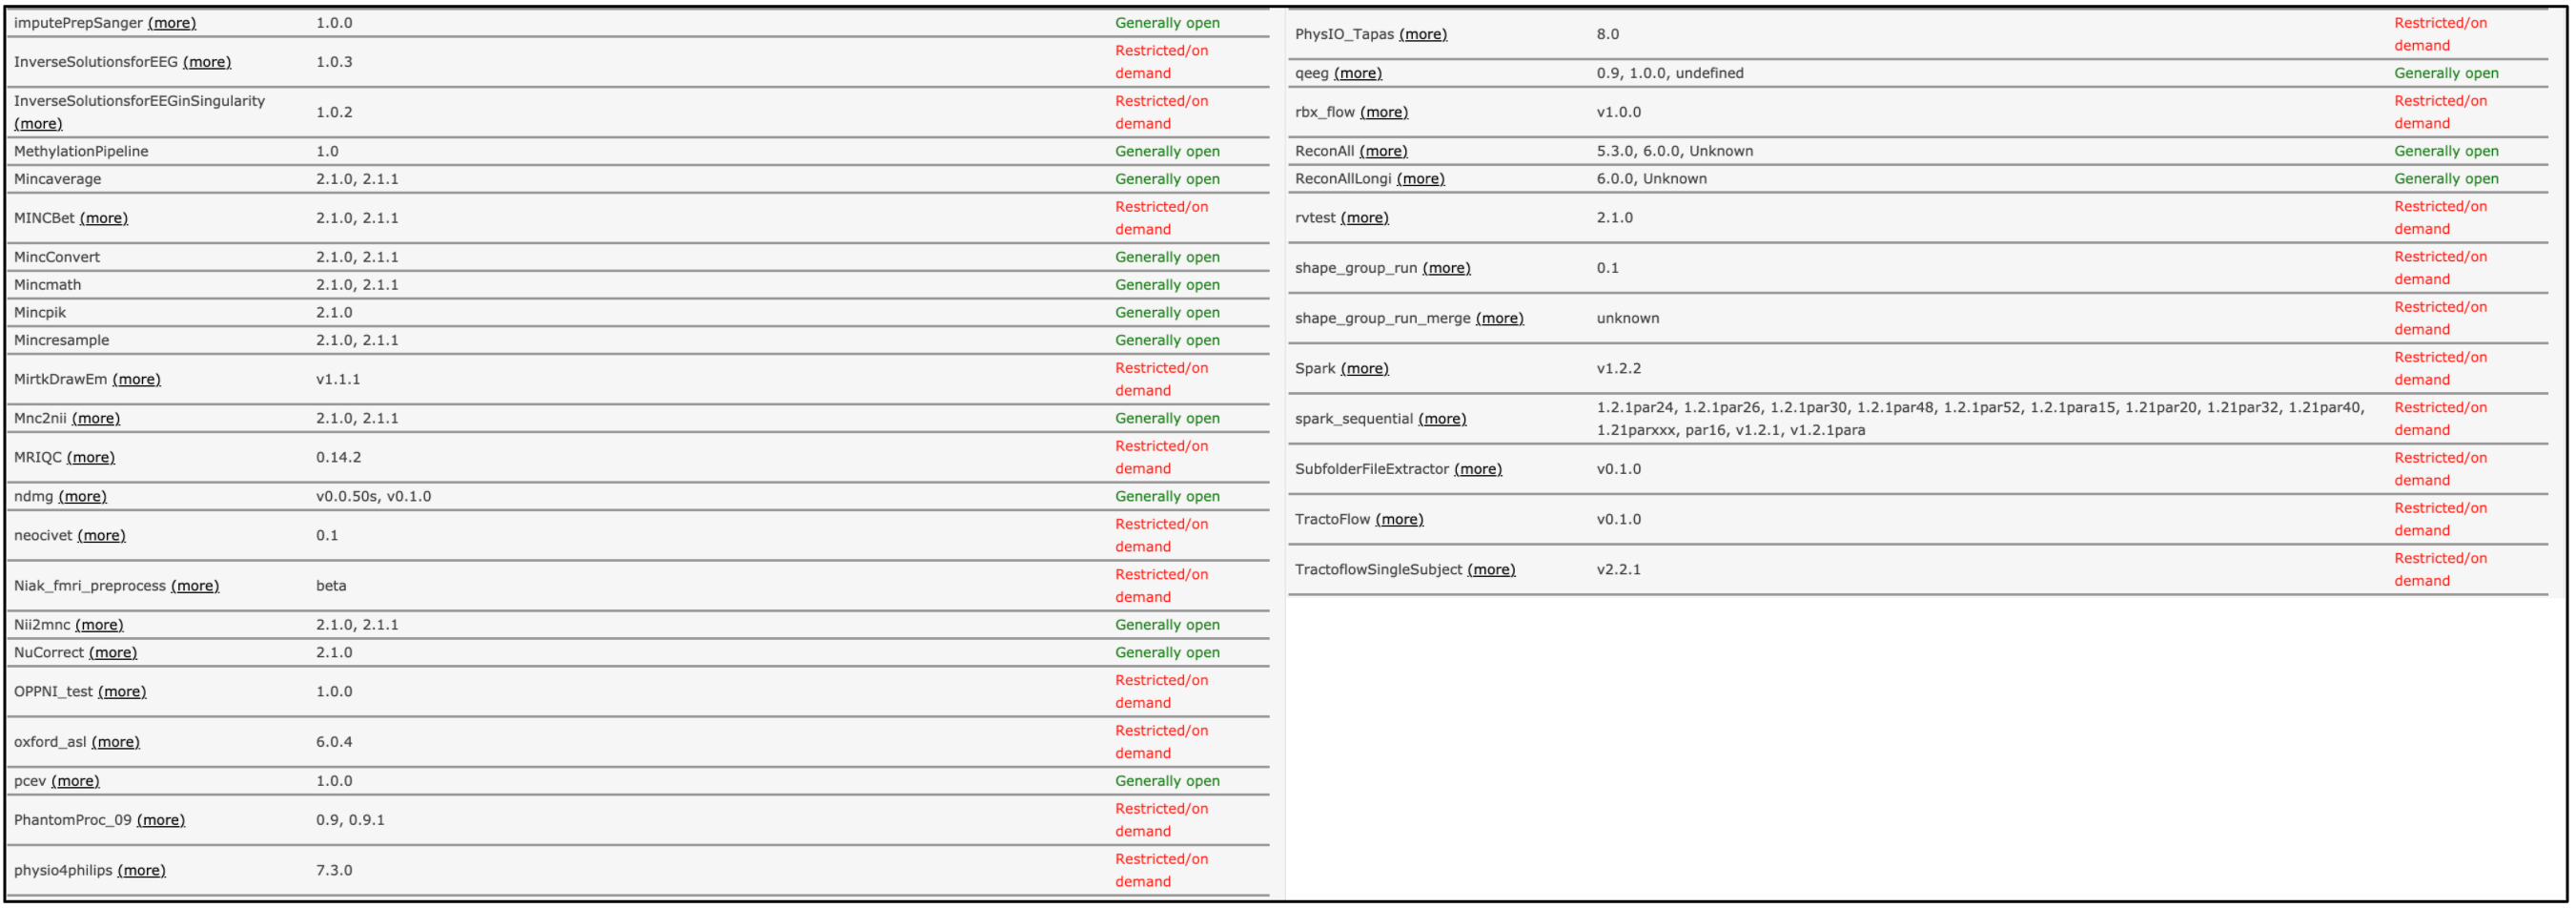 imputePrepSanger (more) 1.0.0 Generally open
InverseSolutionsforEEG (more) 1.0.3 Restricted/on
demand
InverseSolutionsforEEGinSingularity
(more) 1.0.2 Restricted/on
demand
MethylationPipeline 1.0 Generally open
Mincaverage 2.1.0, 2.1.1 Generally open
MINCBet (more) 2.1.0, 2.1.1 Restricted/on
demand
MincConvert 2.1.0, 2.1.1 Generally open
Mincmath 2.1.0, 2.1.1 Generally open
Mincpik 2.1.0 Generally open
Mincresample 2.1.0, 2.1.1 Generally open
MirtkDrawEm (more) v1.1.1 Restricted/on
demand
Mnc2nii (more) 2.1.0, 2.1.1 Generally open
MRIQC (more) 0.14.2 Restricted/on
demand
ndmg (more) v0.0.50s, v0.1.0 Generally open
neocivet (more) 0.1 Restricted/on
demand
Niak_fmri_preprocess (more) beta Restricted/on
demand
Nii2mnc (more) 2.1.0, 2.1.1 Generally open
NuCorrect (more) 2.1.0 Generally open
OPPNI_test (more) 1.0.0 Restricted/on
demand
oxford_asl (more) 6.0.4 Restricted/on
demand
pcev (more) 1.0.0 Generally open
PhantomProc_09 (more) 0.9, 0.9.1 Restricted/on
demand
physio4philips (more) 7.3.0 Restricted/on
demand
PhysIO_Tapas (more) 8.0 Restricted/on
demand
qeeg (more) 0.9, 1.0.0, undefined Generally open
rbx_flow (more) v1.0.0 Restricted/on
demand
ReconAll (more) 5.3.0, 6.0.0, Unknown Generally open
ReconAllLongi (more) 6.0.0, Unknown Generally open
rvtest (more) 2.1.0 Restricted/on
demand
shape_group_run (more) 0.1 Restricted/on
demand
shape_group_run_merge (more) unknown Restricted/on
demand
Spark (more) v1.2.2 Restricted/on
demand
spark_sequential (more) 1.2.1par24, 1.2.1par26, 1.2.1par30, 1.2.1par48, 1.2.1par52, 1.2.1para15, 1.21par20, 1.21par32, 1.21par40, Restricted/on
1.21parxxx, par16, v1.2.1, v1.2.1para demand
SubfolderFileExtractor (more) v0.1.0 Restricted/on
demand
TractoFlow (more) v0.1.0 Restricted/on
demand
TractoflowSingleSubject (more) v2.2.1 Restricted/on
demand